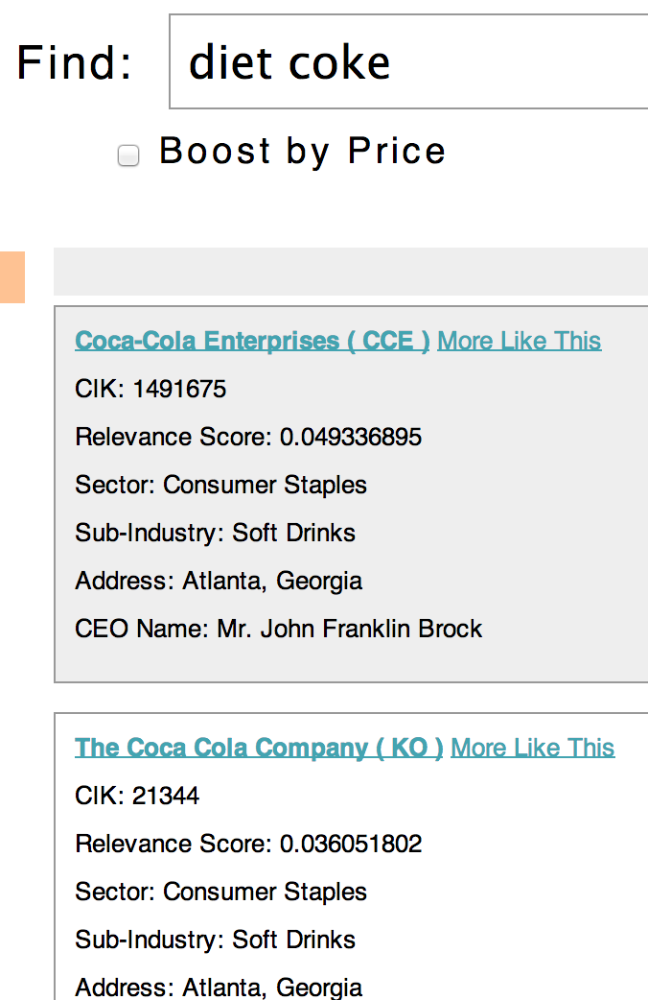 Find: diet coke
Boost by Price
Coca-Cola Enterprises ( CCE ) More Like This
CIK: 1491675
Relevance Score: 0.049336895
Sector: Consumer Staples
Sub-Industry: Soft Drinks
Address: Atlanta, Georgia
CEO Name: Mr. John Franklin Brock
The Coca Cola Company ( KO ) More Like This
CIK: 21344
Relevance Score: 0.036051802
Sector: Consumer Staples
Sub-Industry: Soft Drinks
Address: Atlanta, Georgia